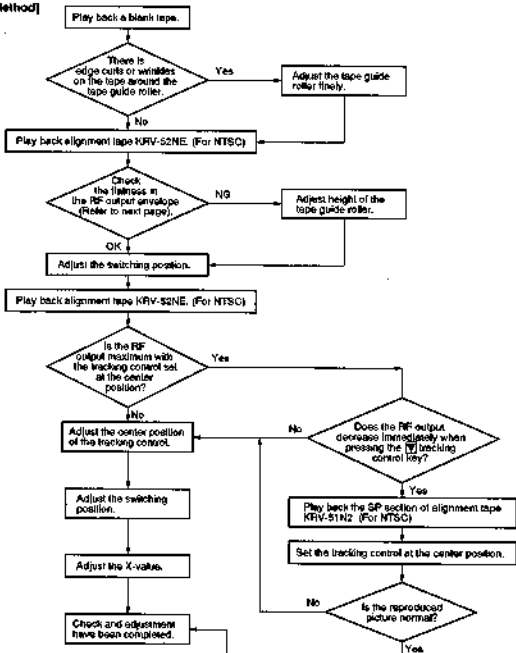 ethod]
Play back a blank tape.
There is
edge curls or wrinkles
on the tape around the
tape guide roller.
Yes
Adjust the tape guide
roller finely.
No
Play back alignment tape KRV-52NE. (For NTSC)
Check
the flatness in
the RF output envelope
(Refer to next page).
NG
Adjust height of the
tape guide roller.
OK
Adjust the switching position.
Play back alignment tape KRV-52NE. (For NTSC)
Is the RF
output maximum with
the tracking control set
at the center
position?
Yes
No
Adjust the center position
of the tracking control.
No
Does the RF output
decrease immediately when
pressing the ▼ tracking
control key?
Yes
Adjust the switching
position.
Play back the SP section of alignment tape
KRV-51N2 (For NTSC)
Set the tracking control at the center position.
Adjust the X-value.
No
Is the reproduced
picture normal?
Check and adjustment
have been completed.
Yes